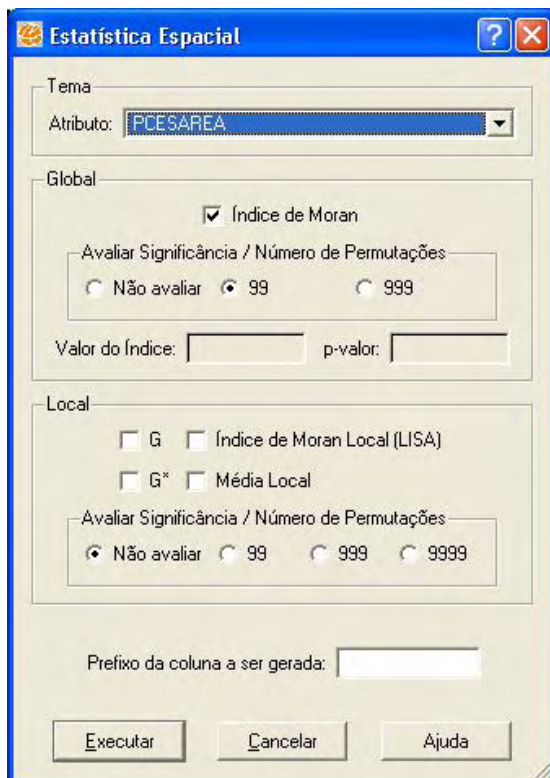 Estatística Espacial
Tema
Atributo: PCESAREA
Global
Índice de Moran
Avaliar Significância / Número de Permutações
Não avaliar 99 999
Valor do Índice: p-valor:
Local
G Índice de Moran Local (LISA)
G* Média Local
Avaliar Significância / Número de Permutações
Não avaliar 99 999 9999
Prefixo da coluna a ser gerada:
Executar Cancelar Ajuda